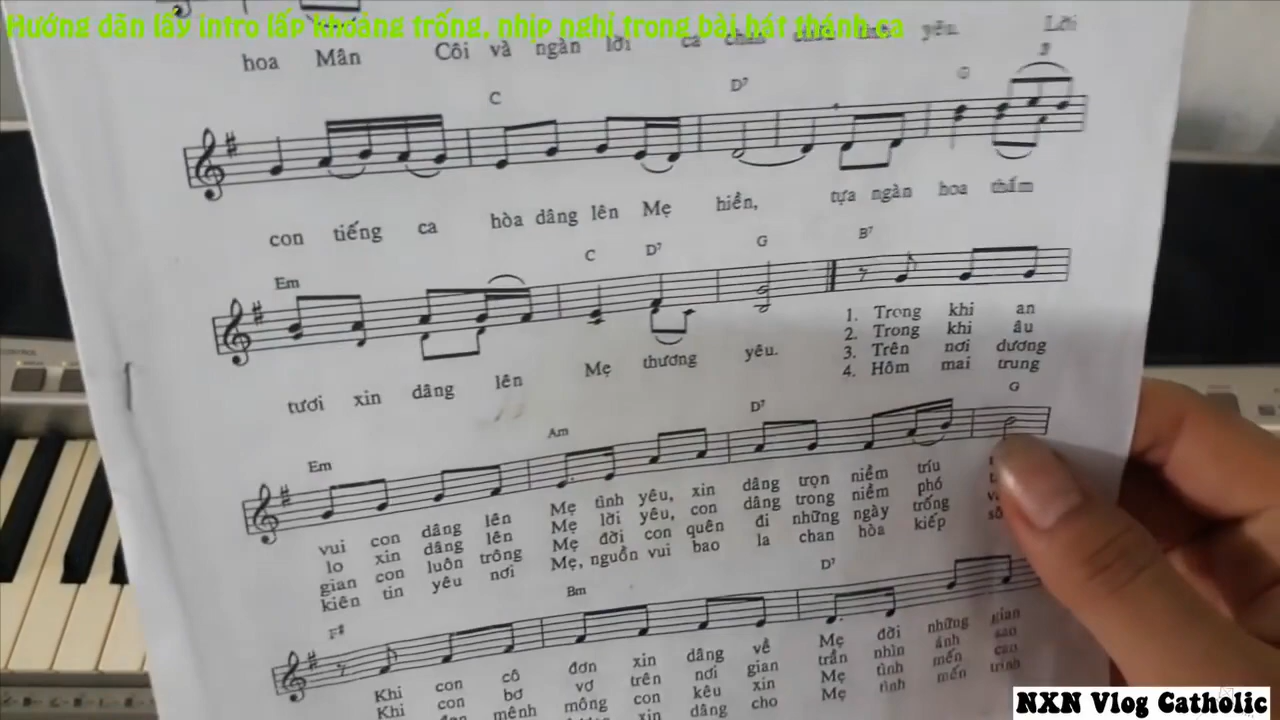 Hướng dẫn lấy intro lấp khoảng trống, nhịp nghỉ trong bài hát thánh ca
hoa Mân Côi và ngàn lời ca yêu. Lời
3
C D7 G
con tiếng ca hòa dâng lên Mẹ hiền, tựa ngàn hoa thắm
Em C D7 G B7
tươi xin dâng lên Mẹ thương yêu.
1. Trong khi an
2. Trong khi âu
3. Trên nơi dương
4. Hôm mai trung
Em Am D7 G
vui con dâng lên Mẹ tình yêu, xin dâng trọn niềm tríu
lo xin dâng lên Mẹ lời yêu, con dâng trong niềm phó
gian con luôn trông Mẹ đời con quên đi những ngày trống
kiên tin yêu nơi Mẹ, nguồn vui bao la chan hòa kiếp
F# Bm D7
Khi con cô đơn xin dâng về Mẹ đời những gian
Khi con bơ vơ trên nơi gian trần nhìn ánh san
mênh mông con kêu xin Mẹ tình mến cao
xin dâng cho Mẹ tình mến trinh
CONTROL
NXN Vlog Catholic